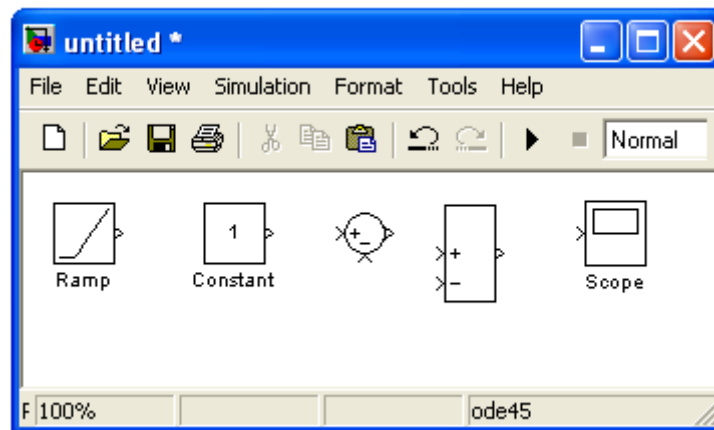 untitled *
File Edit View Simulation Format Tools Help
Normal
1
+
-
+
-
Ramp Constant Scope
F 100% ode45